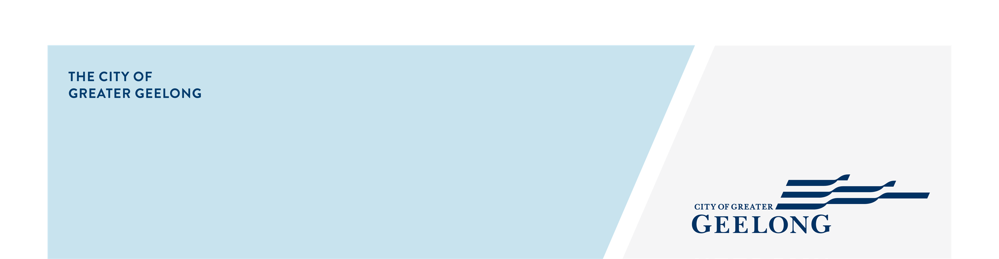 THE CITY OF
GREATER GEELONG
CITY OF GREATER
GEELONG